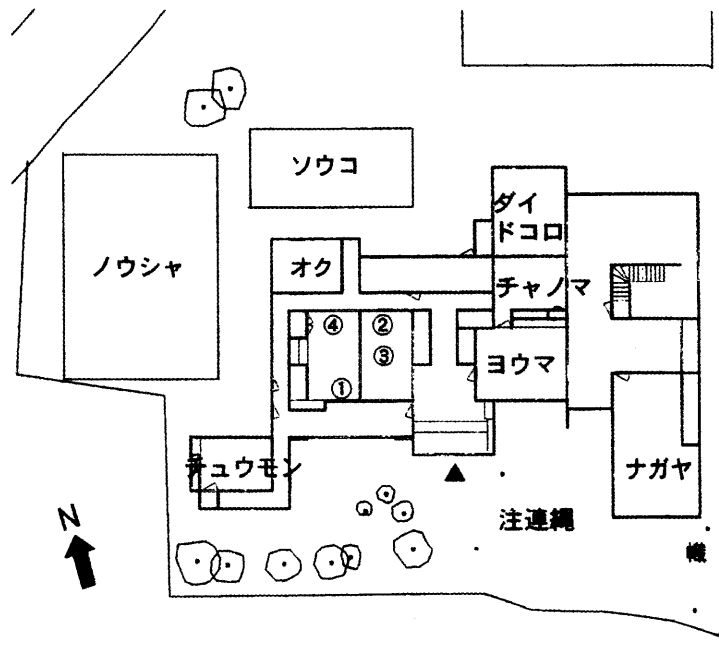 ソウコ
ダイ
ドコロ
ノウシャ
オク
チャノマ
④
②
③
ヨウマ
①
チュウモン
ナガヤ
N
注連縄
幟